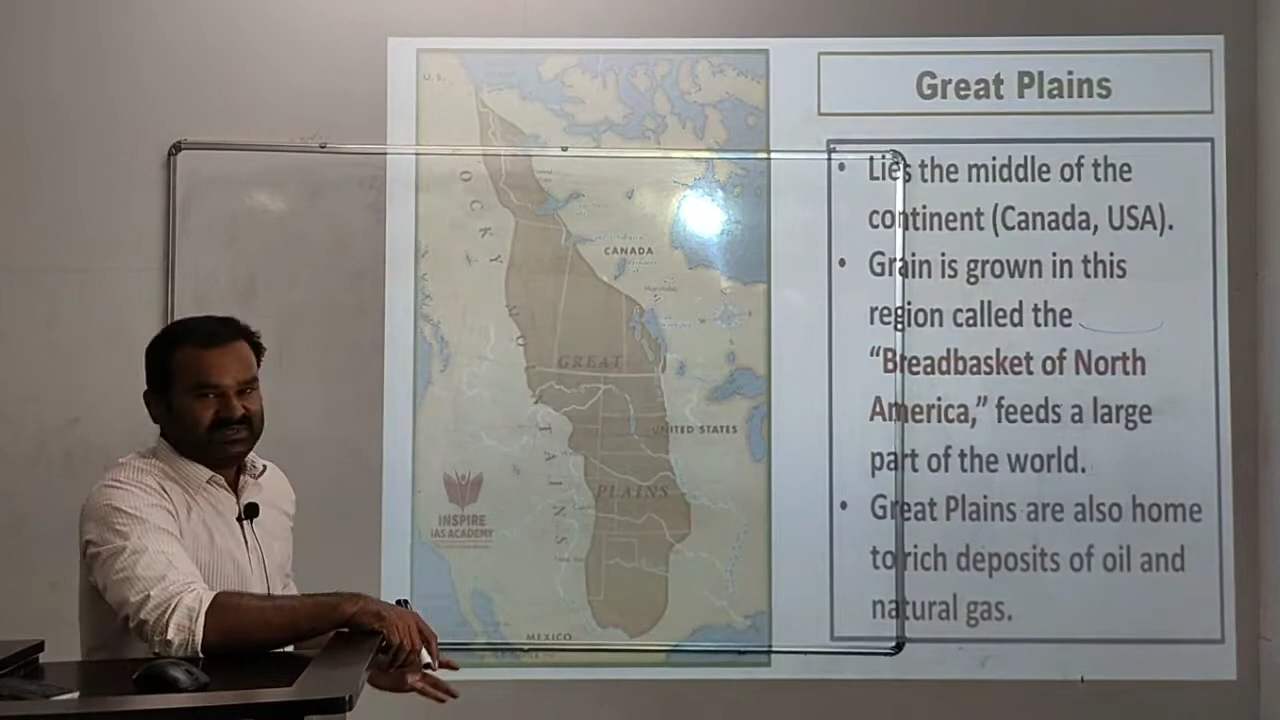 U.S.
ROCKY MOUNTAINS
CANADA
GREAT
PLAINS
UNITED STATES
MEXICO
INSPIRE
IAS ACADEMY
Great Plains
• Lies the middle of the
continent (Canada, USA).
• Grain is grown in this
region called the
“Breadbasket of North
America,” feeds a large
part of the world.
• Great Plains are also home
to rich deposits of oil and
natural gas.